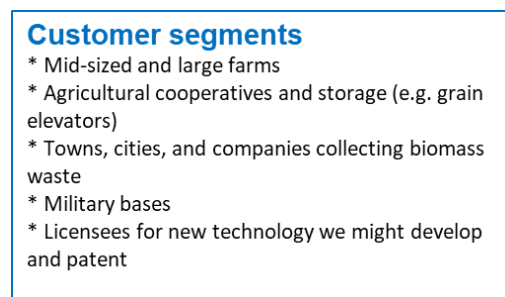 Customer segments
* Mid-sized and large farms
* Agricultural cooperatives and storage (e.g. grain
elevators)
* Towns, cities, and companies collecting biomass
waste
* Military bases
* Licensees for new technology we might develop
and patent